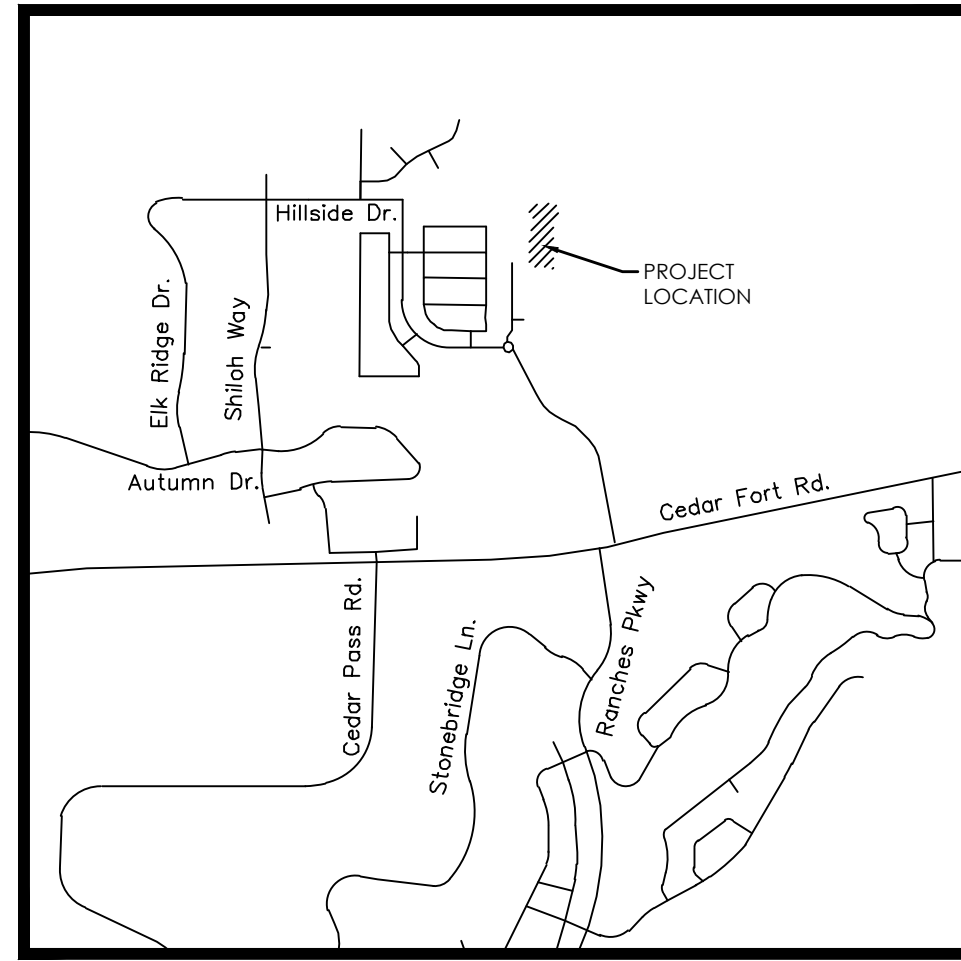 Hillside Dr.
PROJECT
LOCATION
Elk Ridge Dr.
Shiloh Way
Autumn Dr.
Cedar Fort Rd.
Cedar Pass Rd.
Stonebridge Ln.
Ranches Pkwy